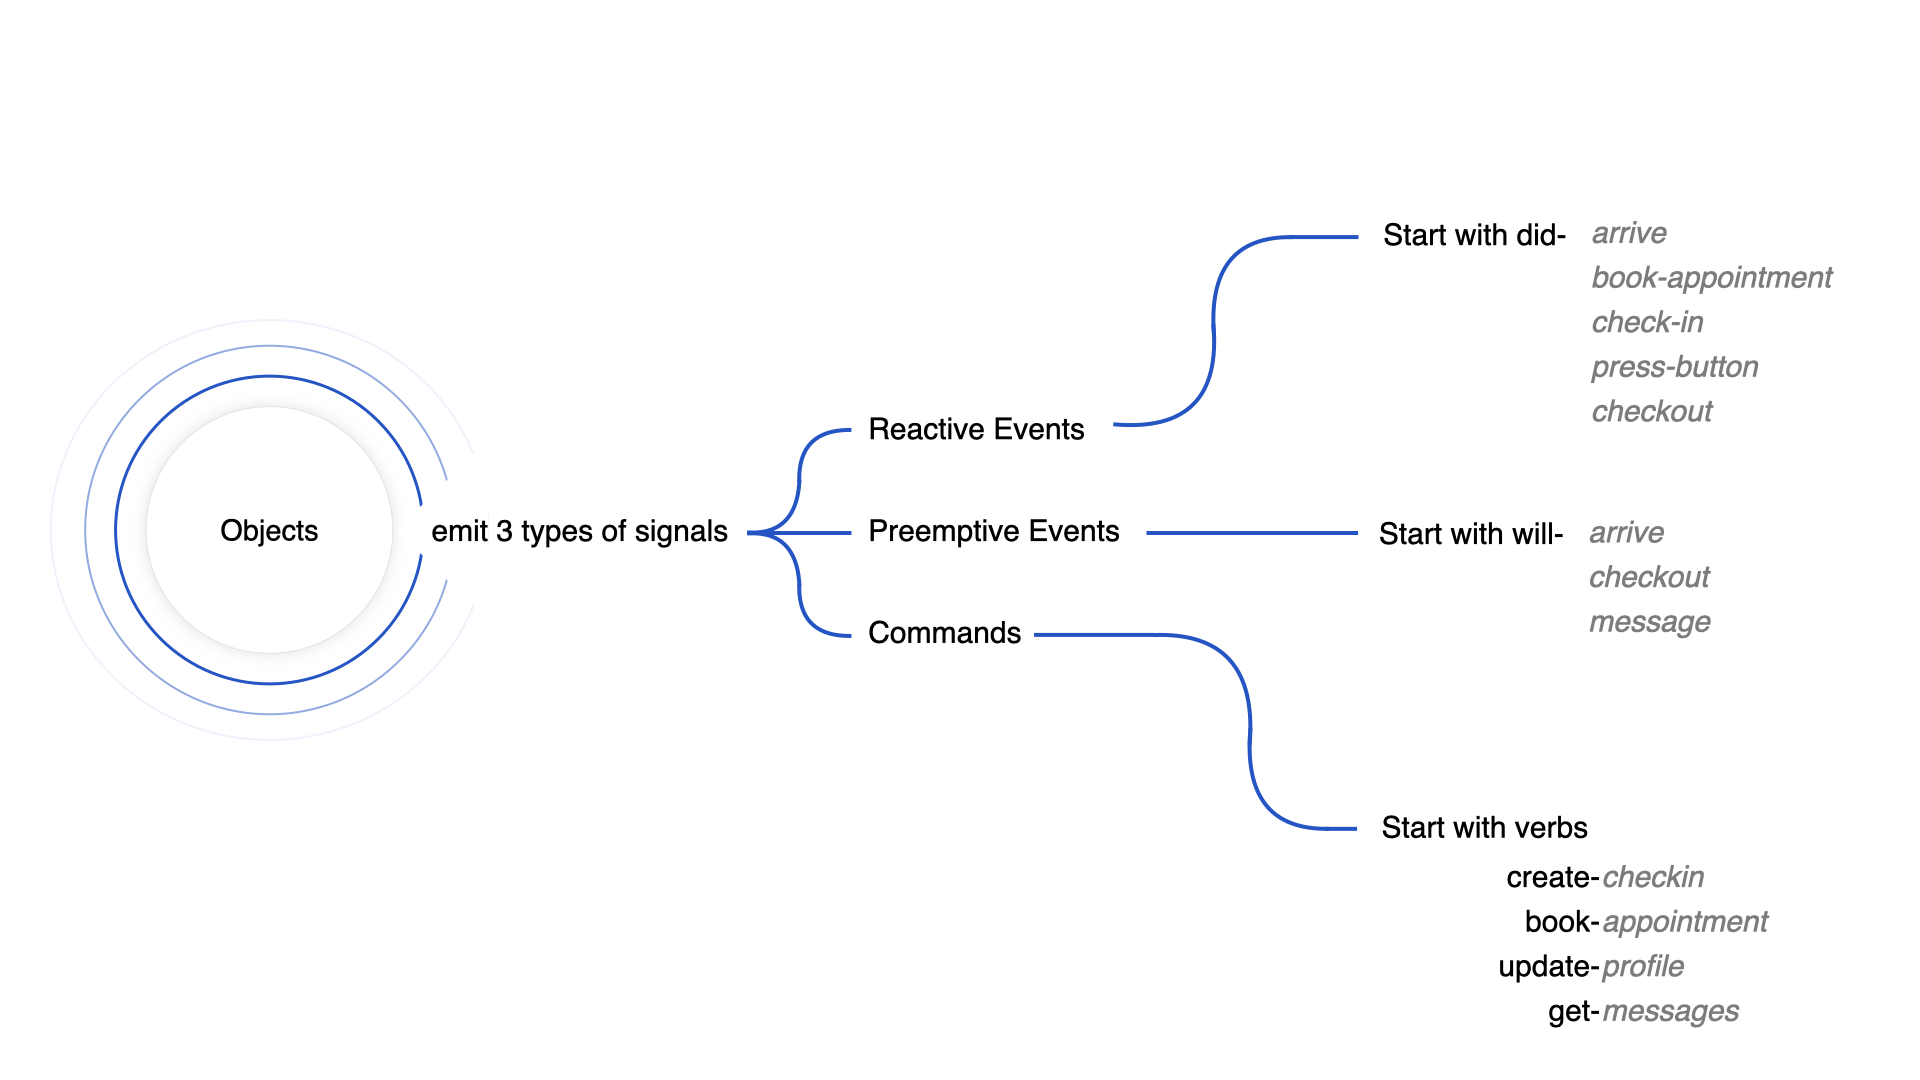 Objects
emit 3 types of signals
Reactive Events
Start with did- arrive
book-appointment
check-in
press-button
checkout
Preemptive Events
Start with will- arrive
checkout
message
Commands
Start with verbs
create-checkin
book-appointment
update-profile
get-messages